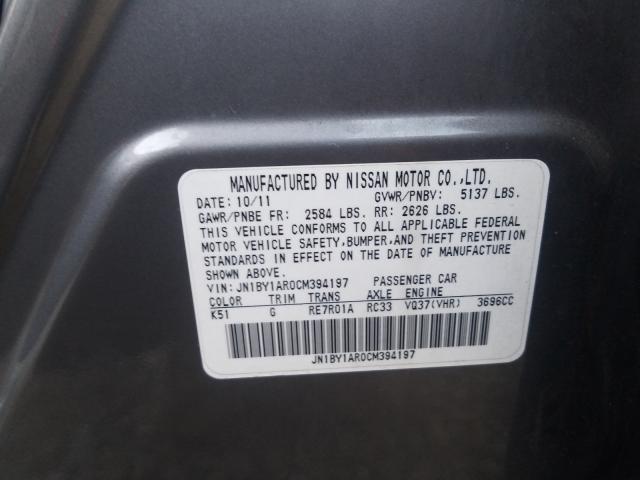 MANUFACTURED BY NISSAN MOTOR CO.,LTD.
DATE: 10/11 GVWR/PNBV: 5137 LBS.
GAWR/PNBE FR: 2584 LBS. RR: 2626 LBS.
THIS VEHICLE CONFORMS TO ALL APPLICABLE FEDERAL
MOTOR VEHICLE SAFETY,BUMPER,AND THEFT PREVENTION
STANDARDS IN EFFECT ON THE DATE OF MANUFACTURE
SHOWN ABOVE.
VIN: JN1BY1AR0CM394197 PASSENGER CAR
COLOR TRIM TRANS AXLE ENGINE
K51 G RE7R01A RC33 VQ37(VHR) 3696CC
JN1BY1AR0CM394197